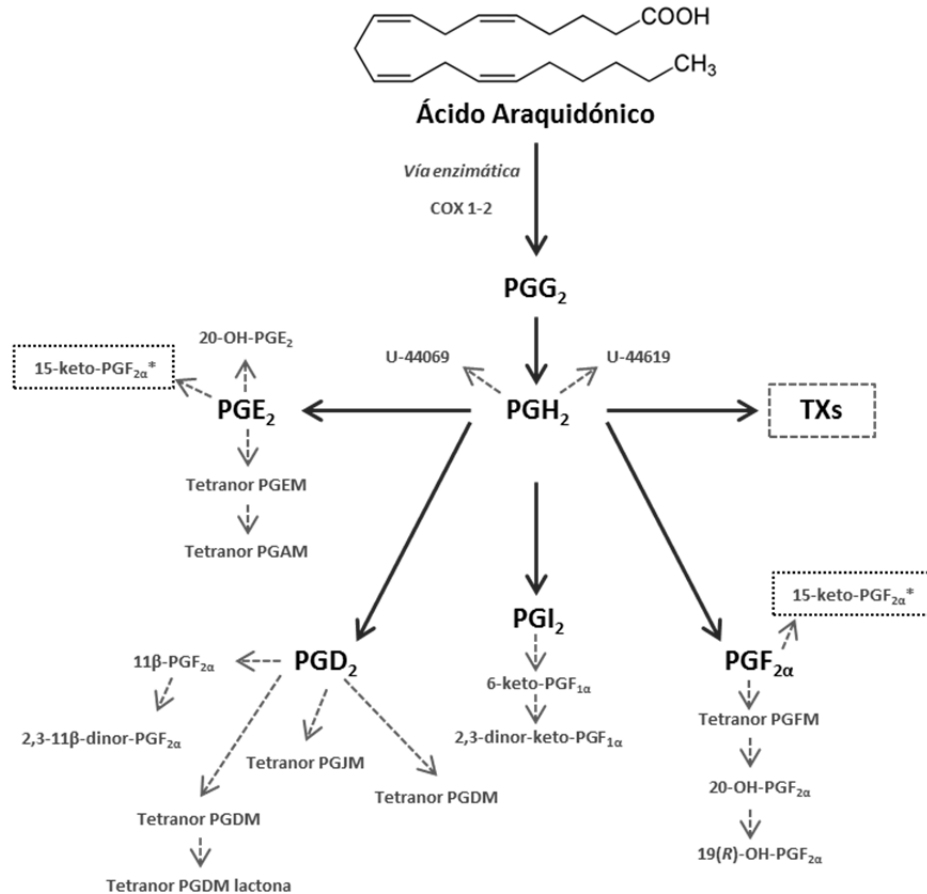 COOH
CH₃
Ácido Araquidónico
Vía enzimática
COX 1-2
PGG₂
20-OH-PGE₂
U-44069
U-44619
15-keto-PGF₂α*
PGE₂
PGH₂
TXs
Tetranor PGEM
Tetranor PGAM
15-keto-PGF₂α*
PGI₂
11β-PGF₂α
PGD₂
PGF₂α
6-keto-PGF₁α
Tetranor PGFM
2,3-11β-dinor-PGF₂α
2,3-dinor-keto-PGF₁α
Tetranor PGJM
20-OH-PGF₂α
Tetranor PGDM
Tetranor PGDM
19(R)-OH-PGF₂α
Tetranor PGDM lactona